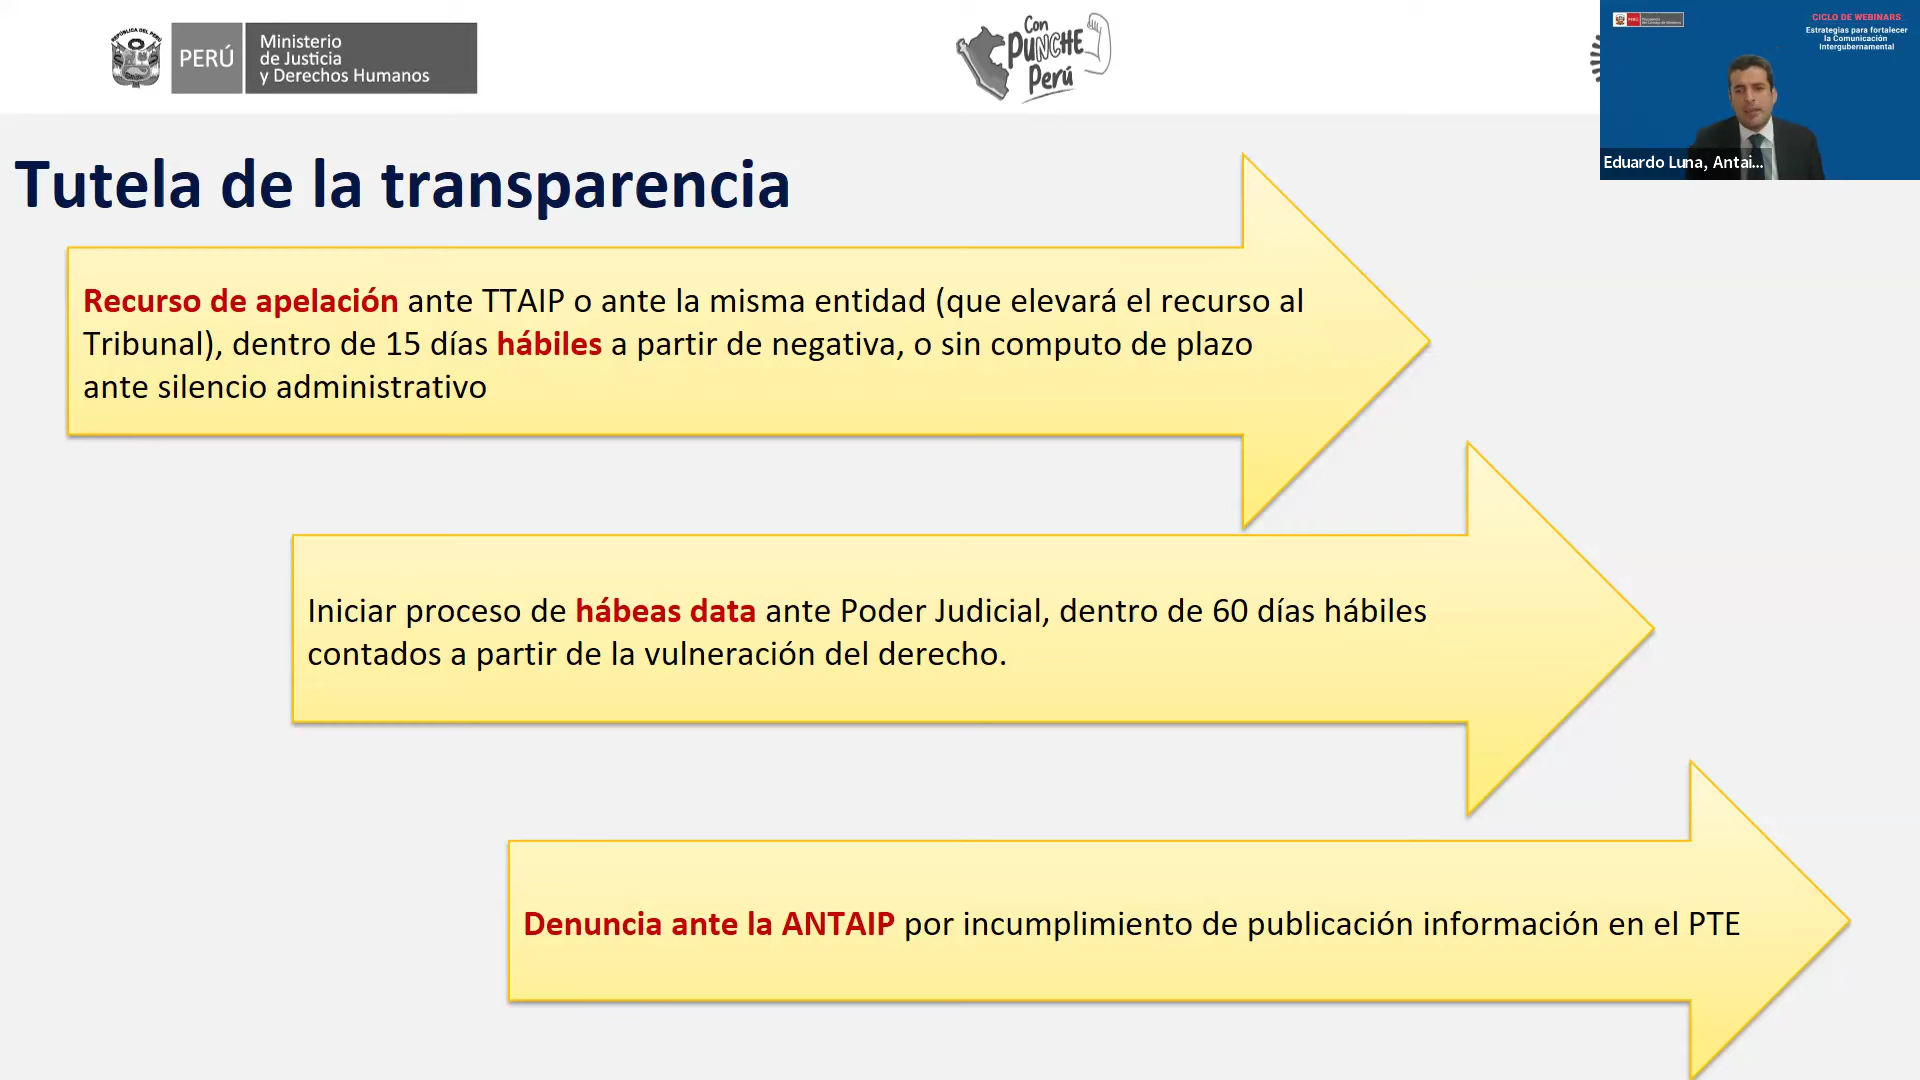 REPÚBLICA DEL PERÚ
PERÚ
Ministerio
de Justicia
y Derechos Humanos
Con
PUNCHE
Perú
CICLO DE WEBINARS
Estrategias para fortalecer
la Comunicación
Intergubernamental
PERÚ
Eduardo Luna, Antai...
Tutela de la transparencia
Recurso de apelación ante TTAIP o ante la misma entidad (que elevará el recurso al
Tribunal), dentro de 15 días hábiles a partir de negativa, o sin computo de plazo
ante silencio administrativo
Iniciar proceso de hábeas data ante Poder Judicial, dentro de 60 días hábiles
contados a partir de la vulneración del derecho.
Denuncia ante la ANTAIP por incumplimiento de publicación información en el PTE